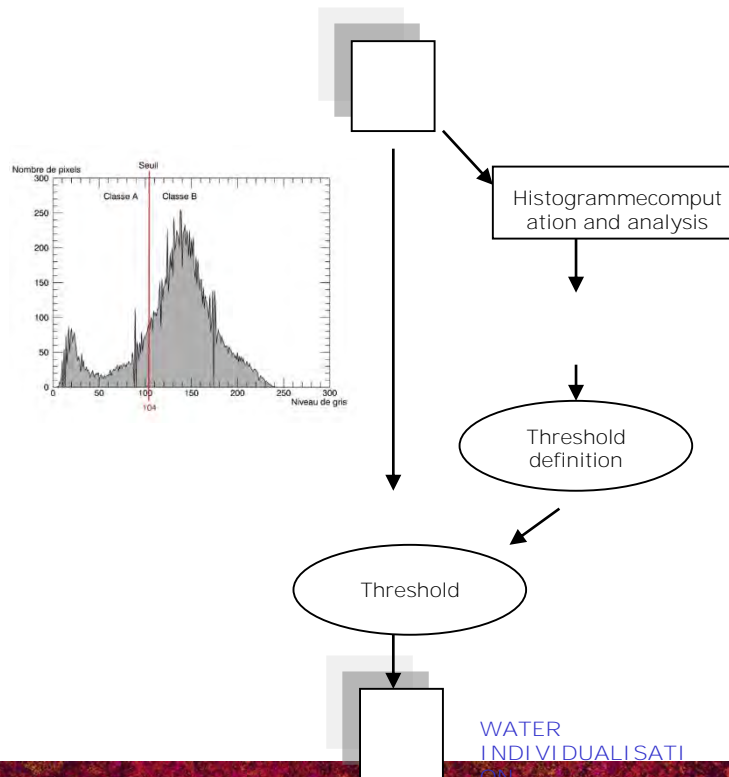 Nombre de pixels
Seuil
300
Classe A
Classe B
250
200
150
100
50
0
0
50
100
150
200
250
300
104
Niveau de gris
Histogrammecomput
ation and analysis
Threshold
definition
Threshold
WATER
INDIVIDUALISATI
ON